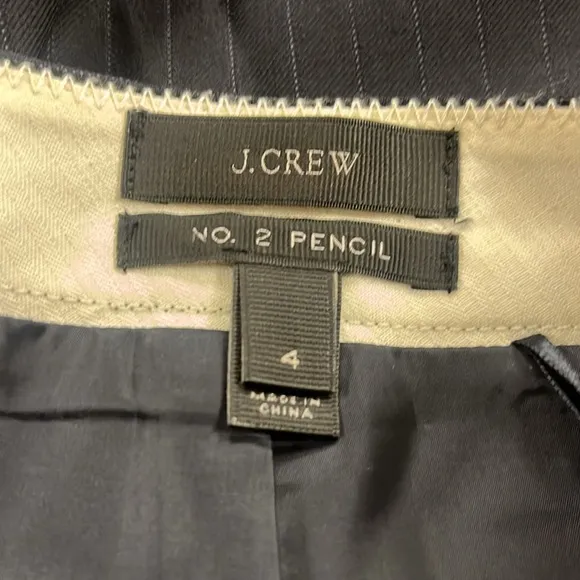 J.CREW
NO. 2 PENCIL
4
MADE IN
CHINA